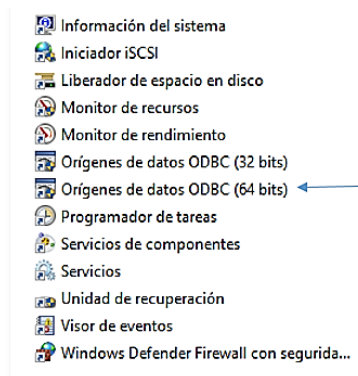 Información del sistema
Iniciador iSCSI
Liberador de espacio en disco
Monitor de recursos
Monitor de rendimiento
Orígenes de datos ODBC (32 bits)
Orígenes de datos ODBC (64 bits)
Programador de tareas
Servicios de componentes
Servicios
Unidad de recuperación
Visor de eventos
Windows Defender Firewall con segurida...